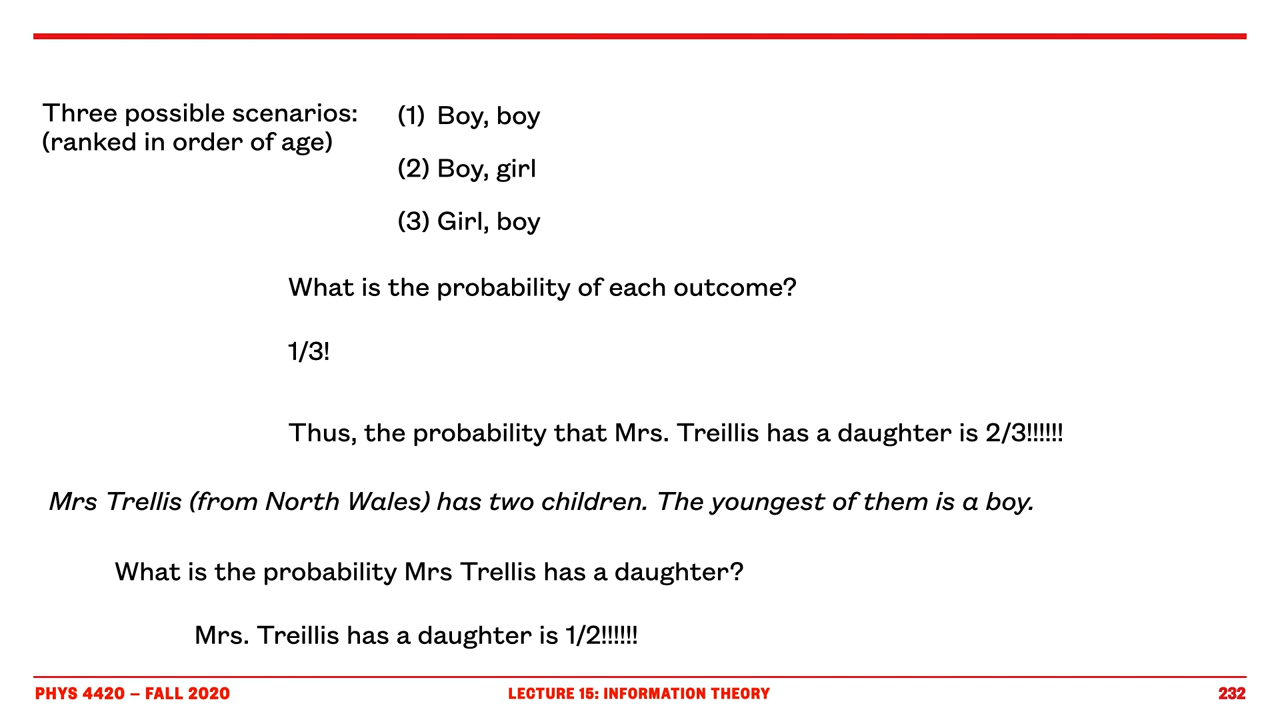 Three possible scenarios:
(ranked in order of age)
(1) Boy, boy
(2) Boy, girl
(3) Girl, boy
What is the probability of each outcome?
1/3!
Thus, the probability that Mrs. Treillis has a daughter is 2/3!!!!!!
Mrs Trellis (from North Wales) has two children. The youngest of them is a boy.
What is the probability Mrs Trellis has a daughter?
Mrs. Treillis has a daughter is 1/2!!!!!!
PHYS 4420 – FALL 2020
LECTURE 15: INFORMATION THEORY
232